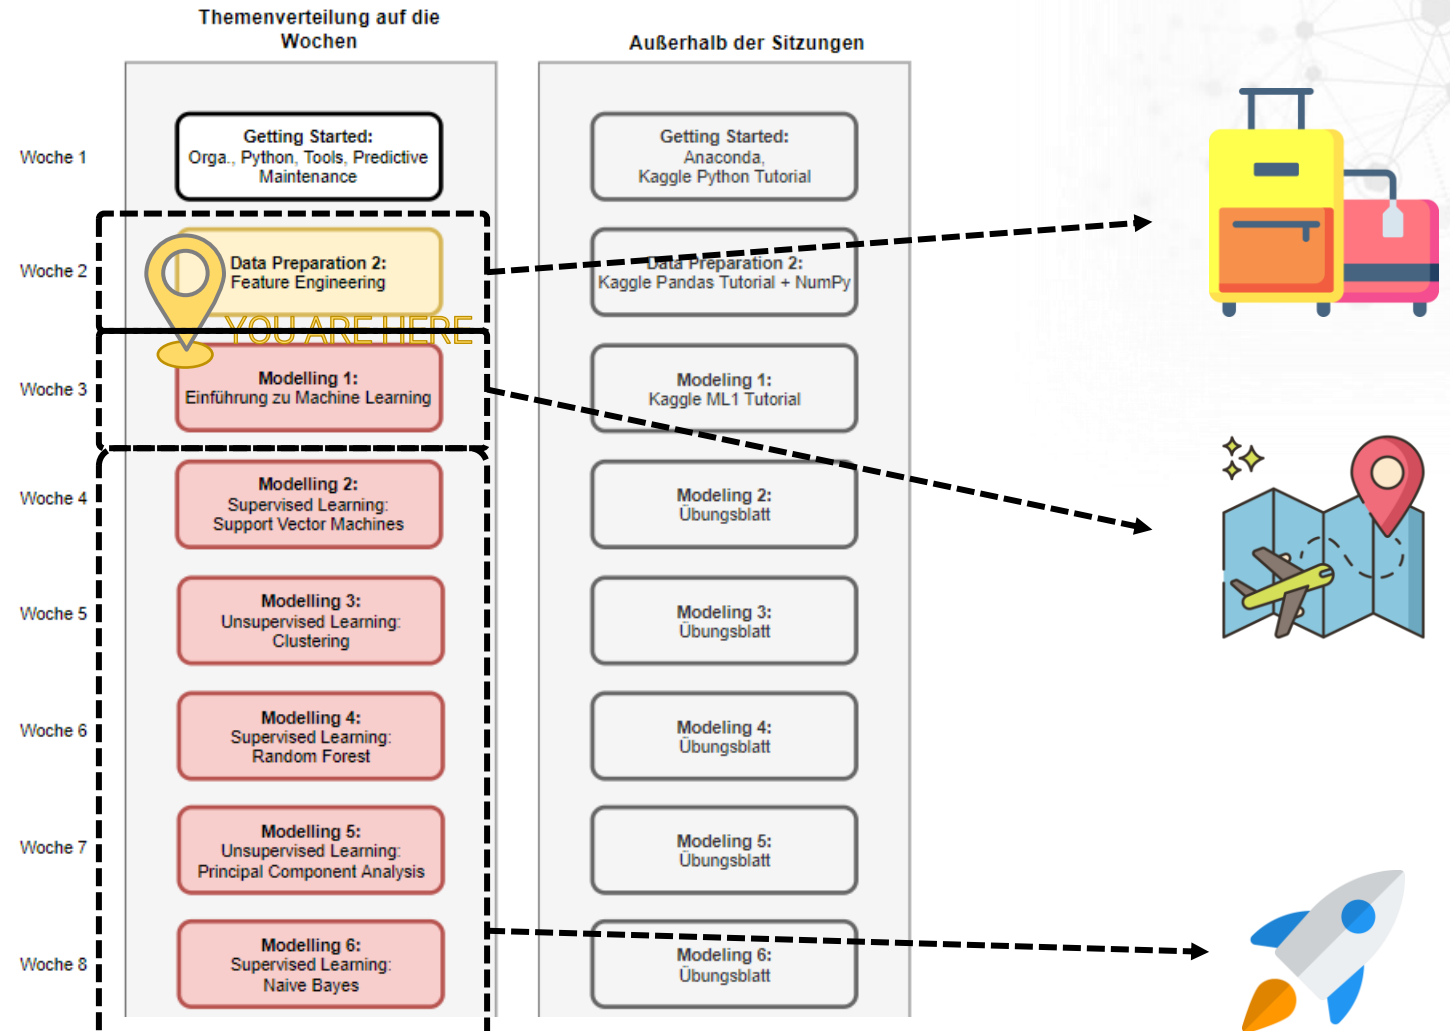 Themenverteilung auf die
Wochen
Außerhalb der Sitzungen
Woche 1
Getting Started:
Orga., Python, Tools, Predictive
Maintenance
Getting Started:
Anaconda,
Kaggle Python Tutorial
Woche 2
Data Preparation 2:
Feature Engineering
Data Preparation 2:
Kaggle Pandas Tutorial + NumPy
YOU ARE HERE
Woche 3
Modelling 1:
Einführung zu Machine Learning
Modeling 1:
Kaggle ML1 Tutorial
Woche 4
Modelling 2:
Supervised Learning:
Support Vector Machines
Modeling 2:
Übungsblatt
Woche 5
Modelling 3:
Unsupervised Learning:
Clustering
Modeling 3:
Übungsblatt
Woche 6
Modelling 4:
Supervised Learning:
Random Forest
Modeling 4:
Übungsblatt
Woche 7
Modelling 5:
Unsupervised Learning:
Principal Component Analysis
Modeling 5:
Übungsblatt
Woche 8
Modelling 6:
Supervised Learning:
Naive Bayes
Modeling 6:
Übungsblatt